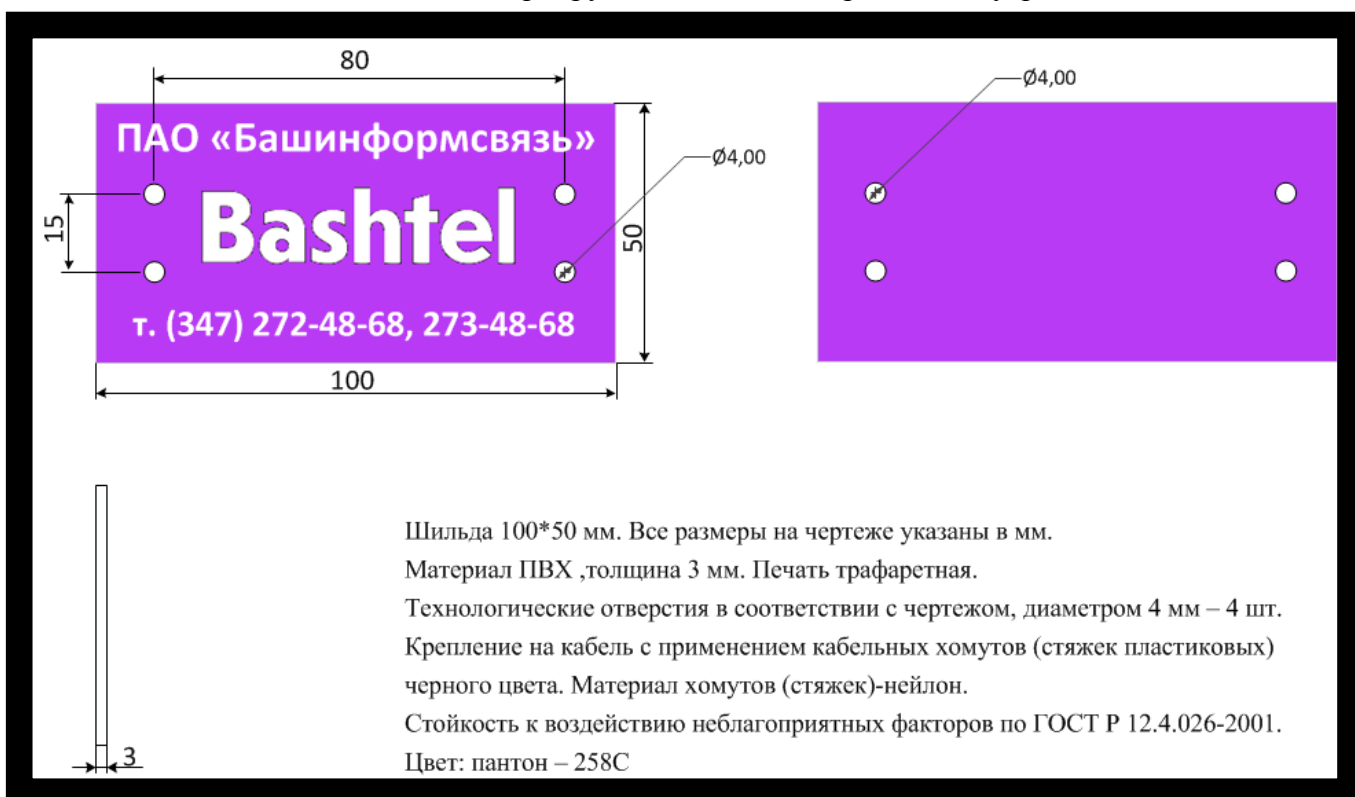 80
Ø4,00
ПАО «Башинформсвязь»
Ø4,00
15
Bashtel
50
т. (347) 272-48-68, 273-48-68
100
Шильда 100*50 мм. Все размеры на чертеже указаны в мм.
Материал ПВХ ,толщина 3 мм. Печать трафаретная.
Технологические отверстия в соответствии с чертежом, диаметром 4 мм – 4 шт.
Крепление на кабель с применением кабельных хомутов (стяжек пластиковых)
черного цвета. Материал хомутов (стяжек)-нейлон.
Стойкость к воздействию неблагоприятных факторов по ГОСТ Р 12.4.026-2001.
3
Цвет: пантон – 258С